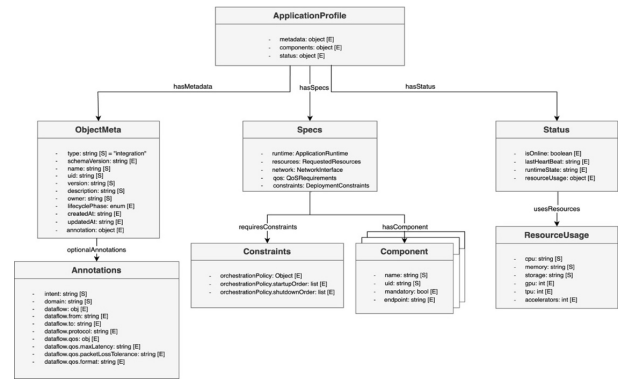 ApplicationProfile
- metadata: object [E]
- components: object [E]
- status: object [E]
hasMetadata
hasSpecs
hasStatus
ObjectMeta
- type: string [S] = "integration"
- schemaVersion: string [E]
- name: string [S]
- uid: string [S]
- version: string [S]
- description: string [S]
- owner: string [S]
- lifecyclePhase: enum [E]
- createdAt: string [E]
- updatedAt: string [E]
- annotation: object [E]
Specs
- runtime: ApplicationRuntime
- resources: RequestedResources
- network: NetworkInterface
- qos: QoSRequirements
- constraints: DeploymentConstraints
Status
- isOnline: boolean [E]
- lastHeartBeat: string [E]
- runtimeState: string [E]
- resourceUsage: object [E]
optionalAnnotations
requiresConstraints
hasComponent
usesResources
Annotations
- intent: string [S]
- domain: string [S]
- dataflow: obj [E]
- dataflow.from: string [E]
- dataflow.to: string [E]
- dataflow.protocol: string [E]
- dataflow.qos: obj [E]
- dataflow.qos.maxLatency: string [E]
- dataflow.qos.packetLossTolerance: string [E]
- dataflow.qos.format: string [E]
Constraints
- orchestrationPolicy: Object [E]
- orchestrationPolicy.startupOrder: list [E]
- orchestrationPolicy.shutdownOrder: list [E]
Component
- name: string [S]
- uid: string [S]
- mandatory: bool [E]
- endpoint: string [E]
ResourceUsage
- cpu: string [S]
- memory: string [S]
- storage: string [S]
- gpu: int [E]
- tpu: int [E]
- accelerators: int [E]